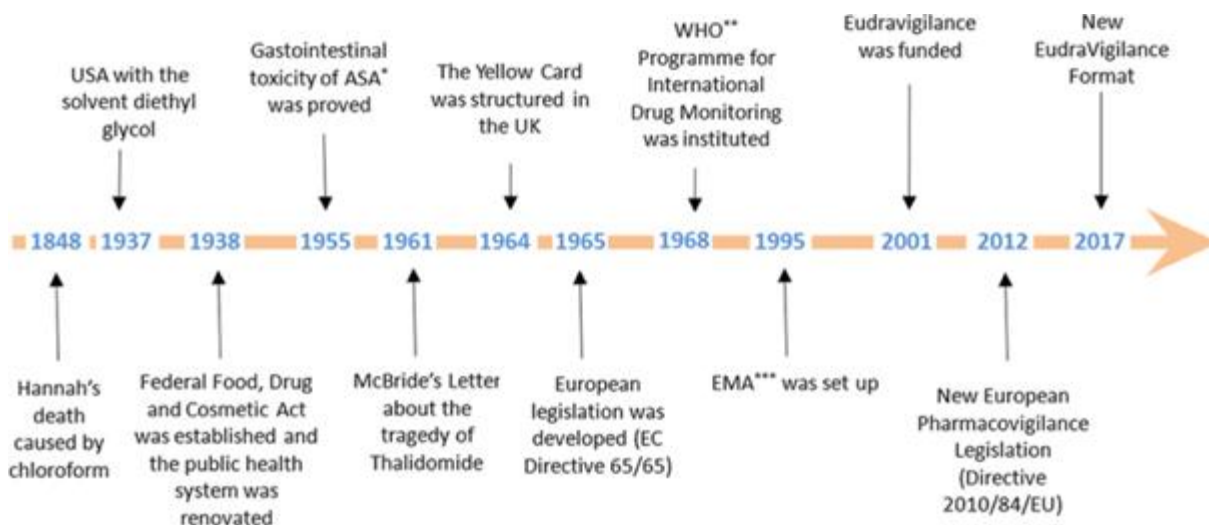 USA with the
solvent diethyl
glycol
Gastointestinal
toxicity of ASA*
was proved
The Yellow Card
was structured in
the UK
WHO**
Programme for
International
Drug Monitoring
was instituted
Eudravigilance
was funded
New
EudraVigilance
Format
1848 1937 1938 1955 1961 1964 1965 1968 1995 2001 2012 2017
Hannah's
death
caused by
chloroform
Federal Food, Drug
and Cosmetic Act
was established and
the public health
system was
renovated
McBride's Letter
about the
tragedy of
Thalidomide
European
legislation was
developed (EC
Directive 65/65)
EMA*** was set up
New European
Pharmacovigilance
Legislation
(Directive
2010/84/EU)